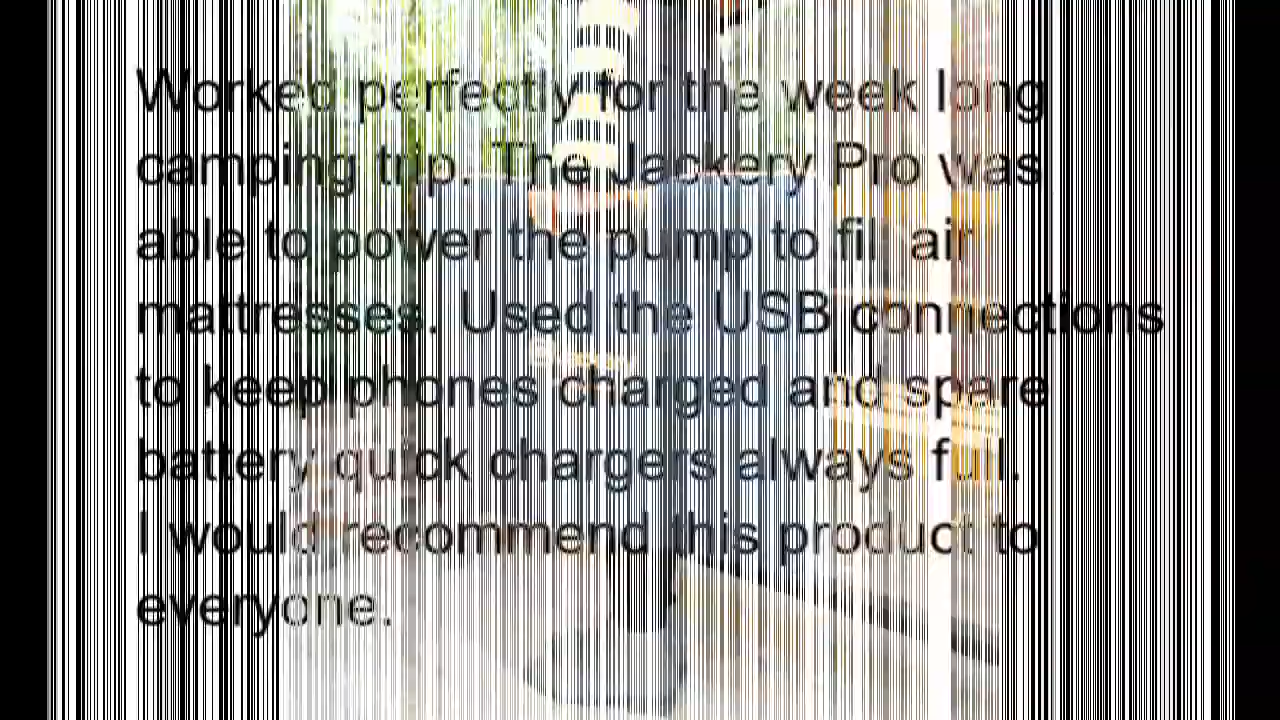 Worked perfectly for the week long
camping trip. The Jackery Pro was
able to power the pump to fill air
mattresses. Used the USB connections
to keep phones charged and spare
battery quick chargers always full.
I would recommend this product to
everyone.